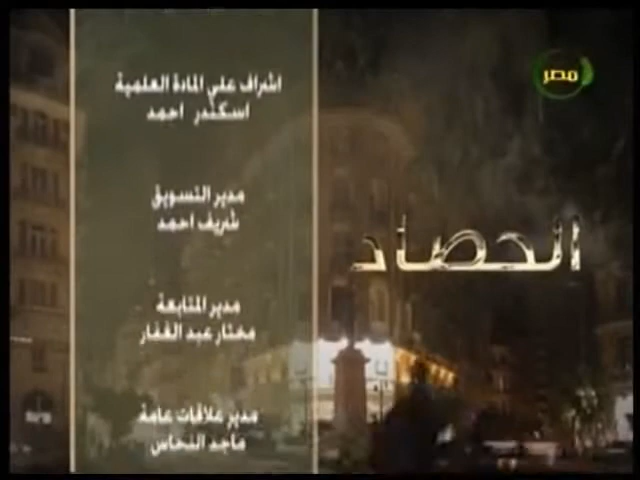 اشراف علي المادة العلمية
اسكندر احمد
مدير التسويق
شريف احمد
مدير المتابعة
مختار عبد الغفار
مدير علاقات عامة
ماجد النحاس
الحصاد
مصر